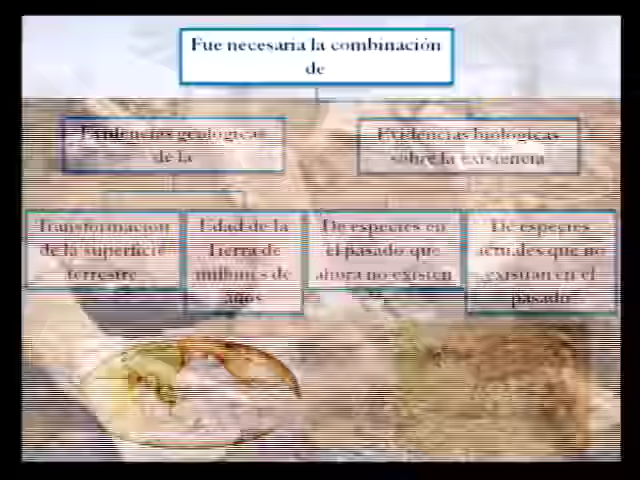 Fue necesaria la combinación
de
Evidencias geológicas
de la
Evidencias biológicas
sobre la existencia
Transformación
de la superficie
terrestre
Edad de la
Tierra de
millones de
años
De especies en
el pasado que
ahora no existen
De especies
actuales que no
existían en el
pasado